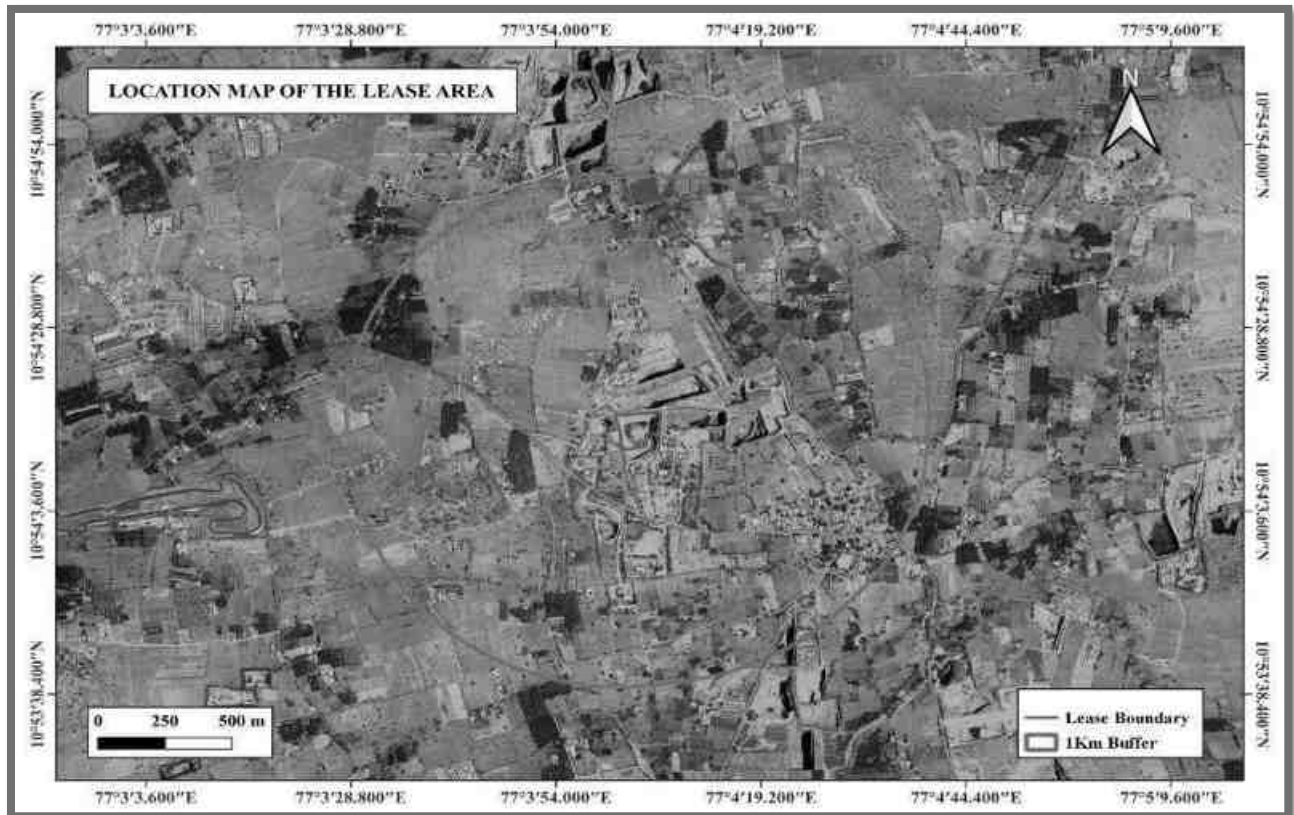 77°3'3.600"E 77°3'28.800"E 77°3'54.000"E 77°4'19.200"E 77°4'44.400"E 77°5'9.600"E
LOCATION MAP OF THE LEASE AREA
N
10°54'54.000"N 10°54'54.000"N
10°54'28.800"N 10°54'28.800"N
10°54'3.600"N 10°54'3.600"N
10°53'38.400"N 10°53'38.400"N
0 250 500 m
Lease Boundary
1Km Buffer
77°3'3.600"E 77°3'28.800"E 77°3'54.000"E 77°4'19.200"E 77°4'44.400"E 77°5'9.600"E